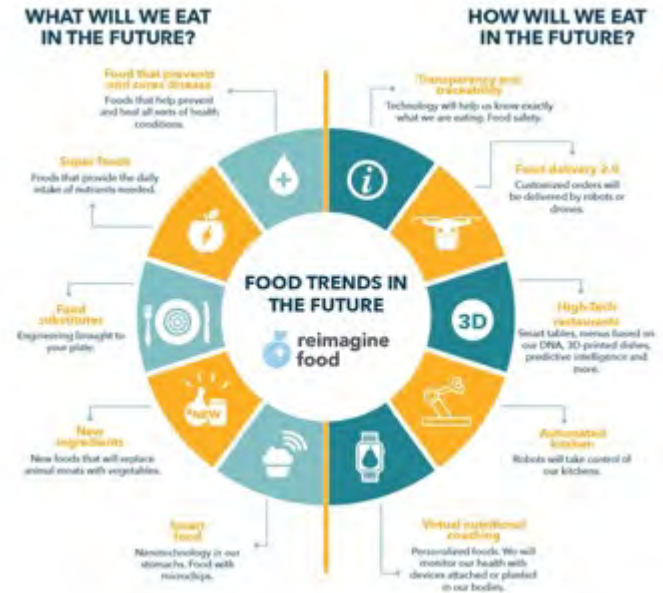 WHAT WILL WE EAT
IN THE FUTURE?
HOW WILL WE EAT
IN THE FUTURE?
Food that prevents
and cures disease
Foods that help prevent
and heal all sorts of health
conditions.
Super foods
Foods that provide the daily
intake of nutrients needed.
Food
substitutes
Engineering brought to
your plate.
New
ingredients
New foods that will replace
animal meats with vegetables.
Smart
food
Nanotechnology in our
stomachs. Food with
microchips.
Transparency and
traceability
Technology will help us know exactly
what we are eating. Food safety.
Food delivery 2.0
Customized orders will
be delivered by robots or
drones.
High-Tech
restaurants
Smart tables, menus based on
our DNA, 3D-printed dishes,
predictive intelligence and
more.
Automated
kitchen
Robots will take control of
our kitchens.
Virtual nutritional
coaching
Personalized foods. We will
monitor our health with
devices attached or planted
in our bodies.
FOOD TRENDS IN
THE FUTURE
reimagine
food
i
3D
NEW